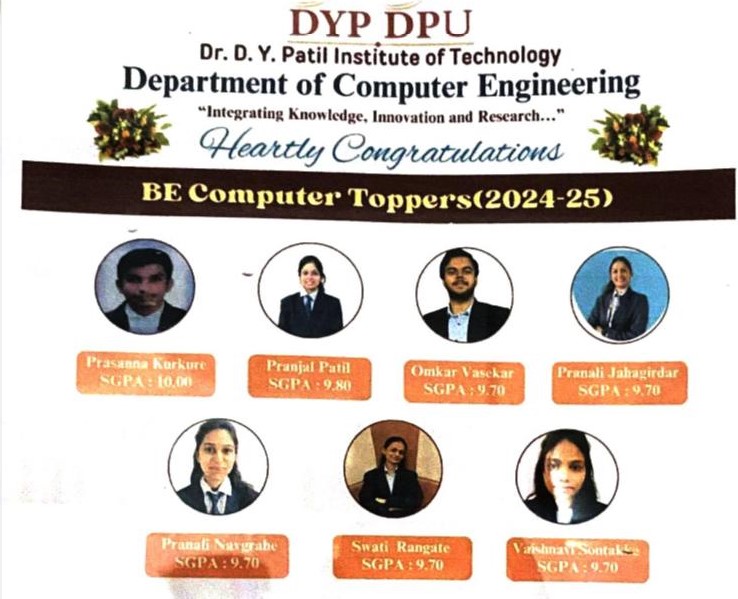 DYP DPU
Dr. D. Y. Patil Institute of Technology
Department of Computer Engineering
“Integrating Knowledge, Innovation and Research...”
Heartly Congratulations
BE Computer Toppers(2024-25)
Prasanna Kurkure
SGPA : 10.00
Pranjal Patil
SGPA : 9.80
Omkar Vasekar
SGPA : 9.70
Pranali Jahagirdar
SGPA : 9.70
Pranali Navgrahe
SGPA : 9.70
Swati Rangate
SGPA : 9.70
Vaishnavi Sontakke
SGPA : 9.70